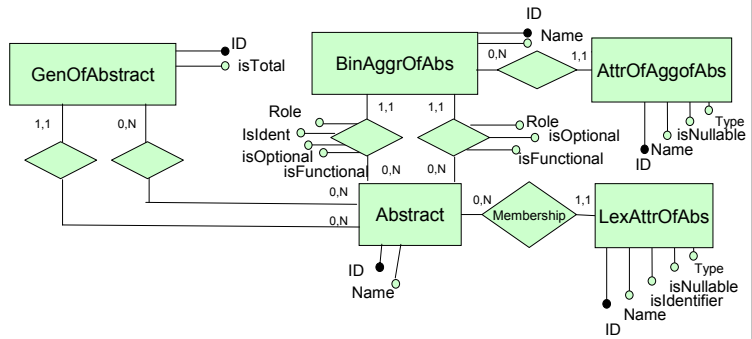 ID
Name
ID
isTotal
GenOfAbstract
BinAggrOfAbs
0,N
1,1
AttrOfAggofAbs
1,1
0,N
Role
IsIdent
isOptional
isFunctional
1,1
1,1
Role
isOptional
isFunctional
Type
isNullable
Name
ID
0,N
0,N
0,N
0,N
Abstract
0,N
Membership
1,1
LexAttrOfAbs
ID
Name
Type
isNullable
isIdentifier
Name
ID